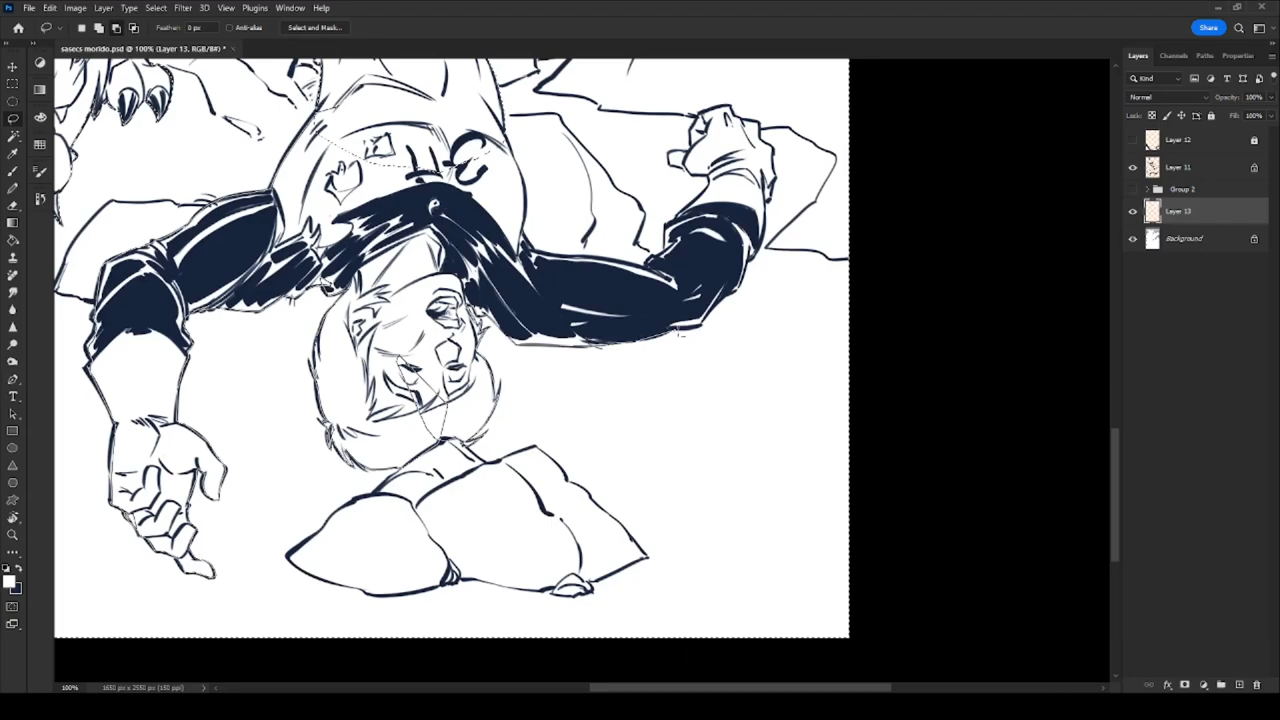 File Edit Image Layer Type Select Filter 3D View Plugins Window Help
Feather: 0 px Anti-alias Select and Mask... Share
sasecs morido.psd @ 100% (Layer 13, RGB/8#) *
Layers Channels Paths Properties
Kind
Normal Opacity: 100%
Lock: Fill: 100%
Layer 12
Layer 11
Group 2
Layer 13
Background
100% 1650 px x 2550 px (150 ppi)